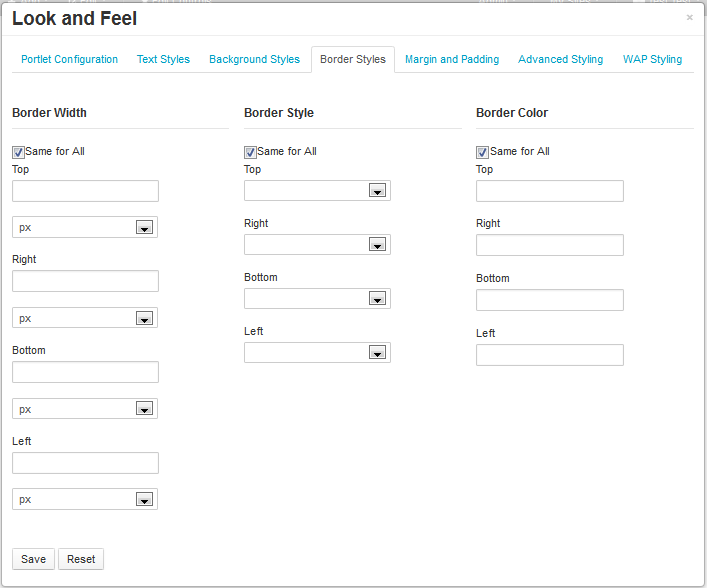 Look and Feel
×
Portlet Configuration Text Styles Background Styles Border Styles Margin and Padding Advanced Styling WAP Styling
Border Width
Same for All
Top
px
Right
px
Bottom
px
Left
px
Border Style
Same for All
Top
Right
Bottom
Left
Border Color
Same for All
Top
Right
Bottom
Left
Save Reset